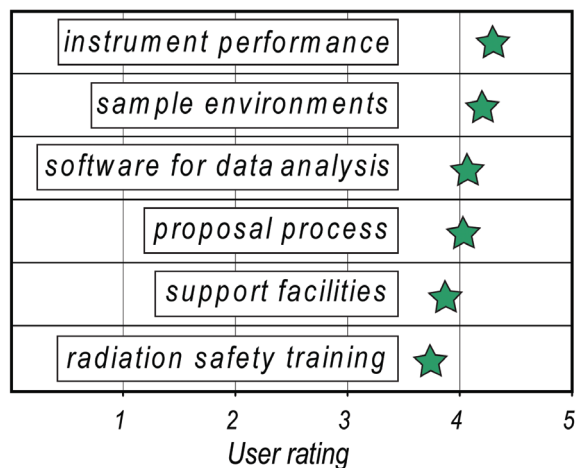 instrument performance
sample environments
software for data analysis
proposal process
support facilities
radiation safety training
1 2 3 4 5
User rating